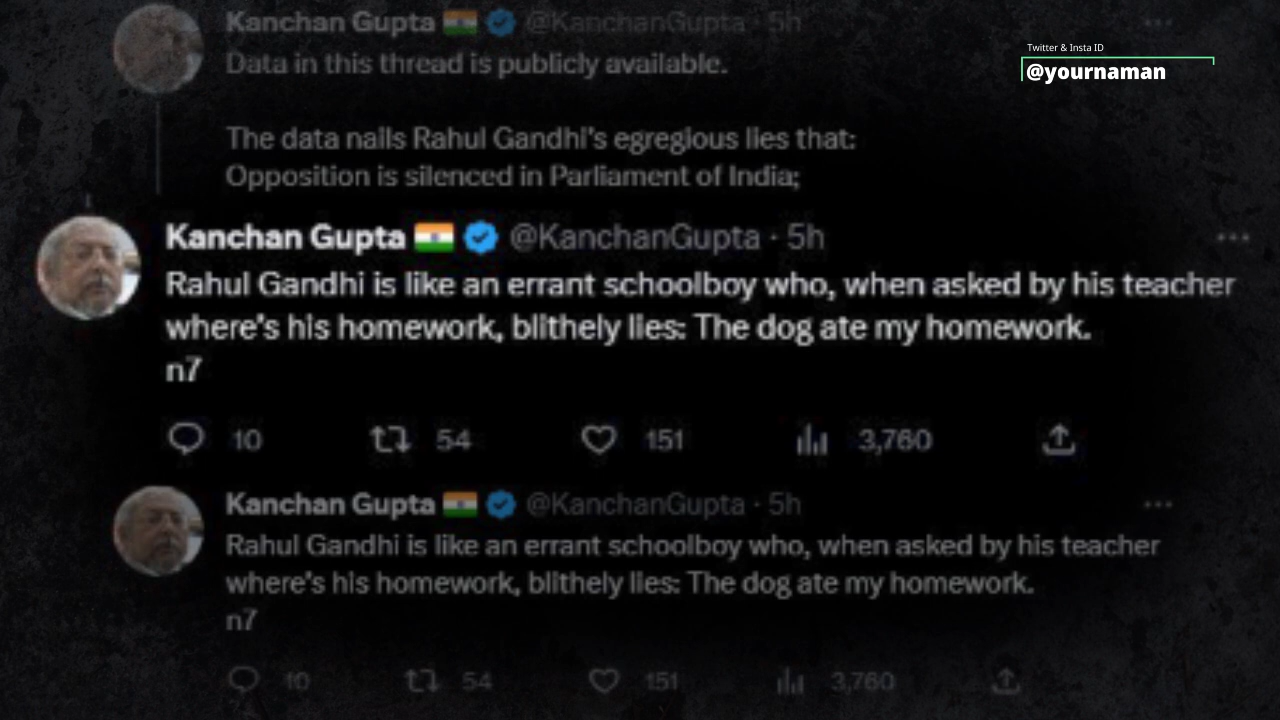 Kanchan Gupta @KanchanGupta · 5h
Data in this thread is publicly available.
The data nails Rahul Gandhi's egregious lies that:
Opposition is silenced in Parliament of India;
Twitter & Insta ID
@yournaman
Kanchan Gupta @KanchanGupta · 5h
Rahul Gandhi is like an errant schoolboy who, when asked by his teacher
where's his homework, blithely lies: The dog ate my homework.
n7
10 54 151 3,760
Kanchan Gupta @KanchanGupta · 5h
Rahul Gandhi is like an errant schoolboy who, when asked by his teacher
where's his homework, blithely lies: The dog ate my homework.
n7
10 54 151 3,760